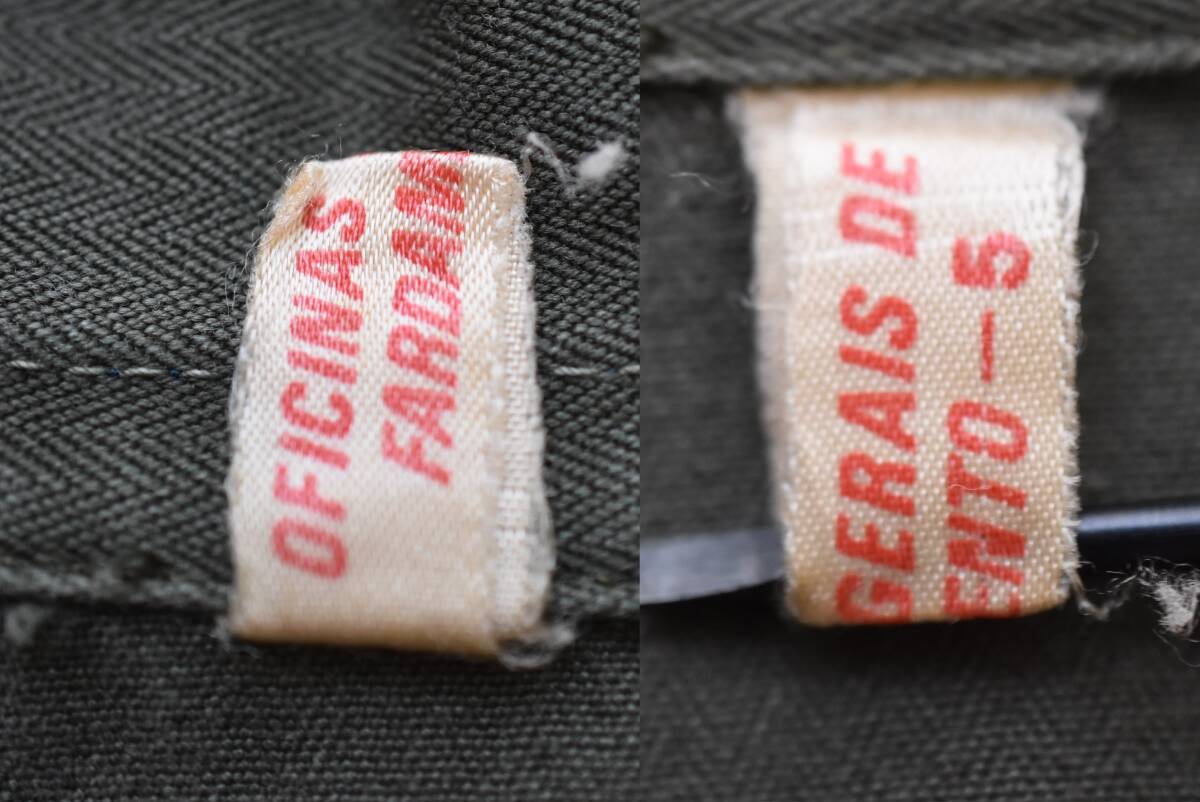 OFICINAS
FARDAM
GERAIS DE
ENTO-5